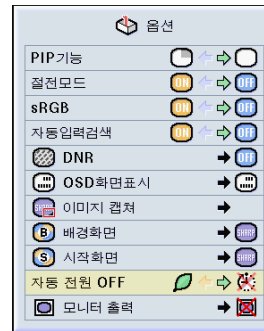 옵션
PIP기능
절전모드 ON OFF
sRGB ON OFF
자동입력검색 ON OFF
DNR OFF
OSD화면표시
이미지 캡쳐
B 배경화면 SHARP
S 시작화면 SHARP
자동 전원 OFF
모니터 출력